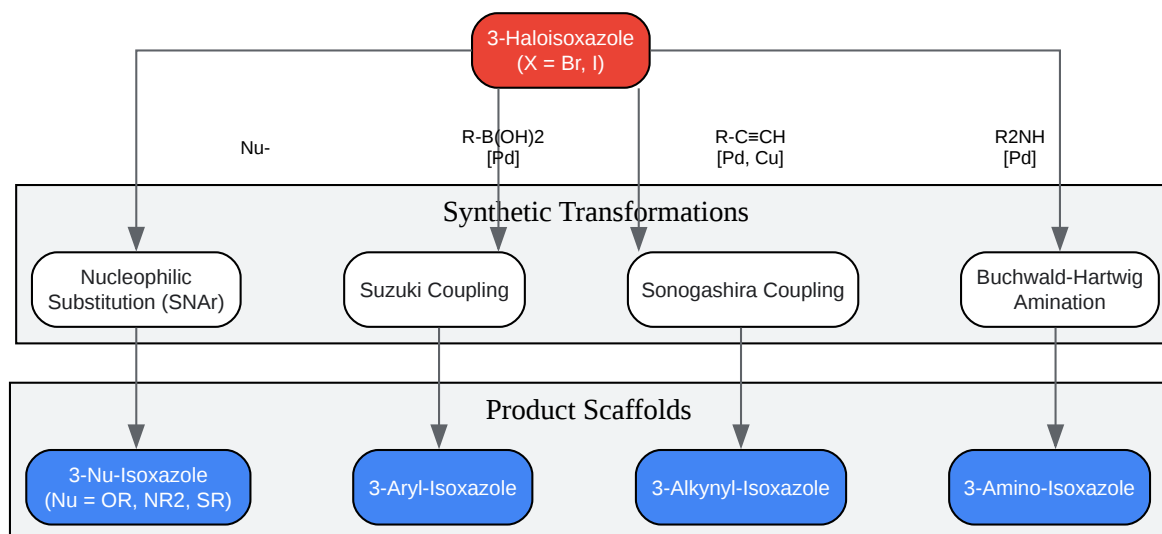 3-Haloisoxazole
(X = Br, I)
Nu-
R-B(OH)2
[Pd]
R-C≡CH
[Pd, Cu]
R2NH
[Pd]
Synthetic Transformations
Nucleophilic
Substitution (SNAr)
Suzuki Coupling
Sonogashira Coupling
Buchwald-Hartwig
Amination
Product Scaffolds
3-Nu-Isoxazole
(Nu = OR, NR2, SR)
3-Aryl-Isoxazole
3-Alkynyl-Isoxazole
3-Amino-Isoxazole